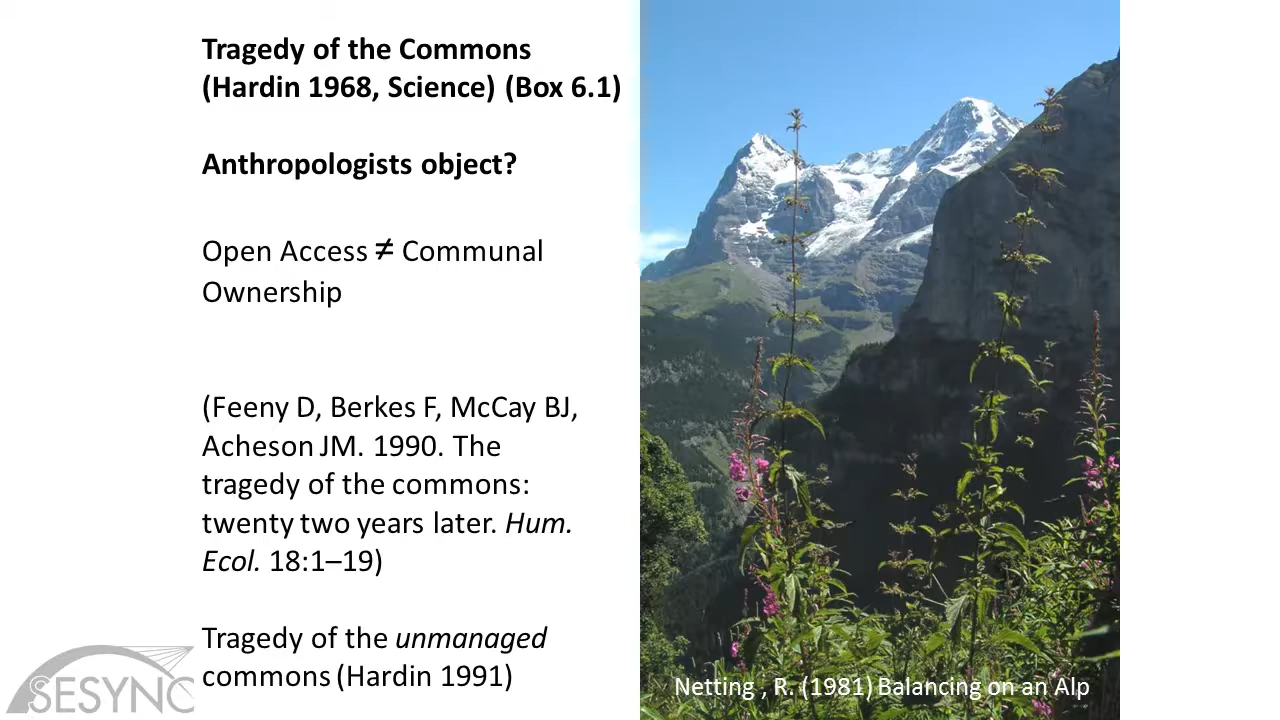 Tragedy of the Commons
(Hardin 1968, Science) (Box 6.1)
Anthropologists object?
Open Access ≠ Communal
Ownership
(Feeny D, Berkes F, McCay BJ,
Acheson JM. 1990. The
tragedy of the commons:
twenty two years later. Hum.
Ecol. 18:1–19)
Tragedy of the unmanaged
commons (Hardin 1991)
SESYNC
Netting , R. (1981) Balancing on an Alp